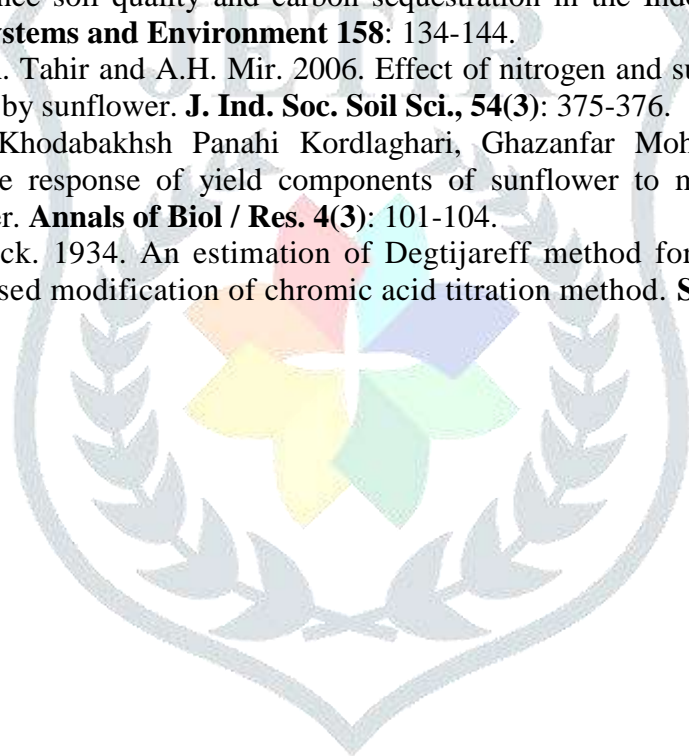 nce soil quality and carbon sequestration in the Inde
ystems and Environment 158: 134-144.
. Tahir and A.H. Mir. 2006. Effect of nitrogen and su
by sunflower. J. Ind. Soc. Soil Sci., 54(3): 375-376.
Khodabakhsh Panahi Kordlaghari, Ghazanfar Moh
e response of yield components of sunflower to m
er. Annals of Biol / Res. 4(3): 101-104.
ck. 1934. An estimation of Degtijareff method for
sed modification of chromic acid titration method. S
JETIR